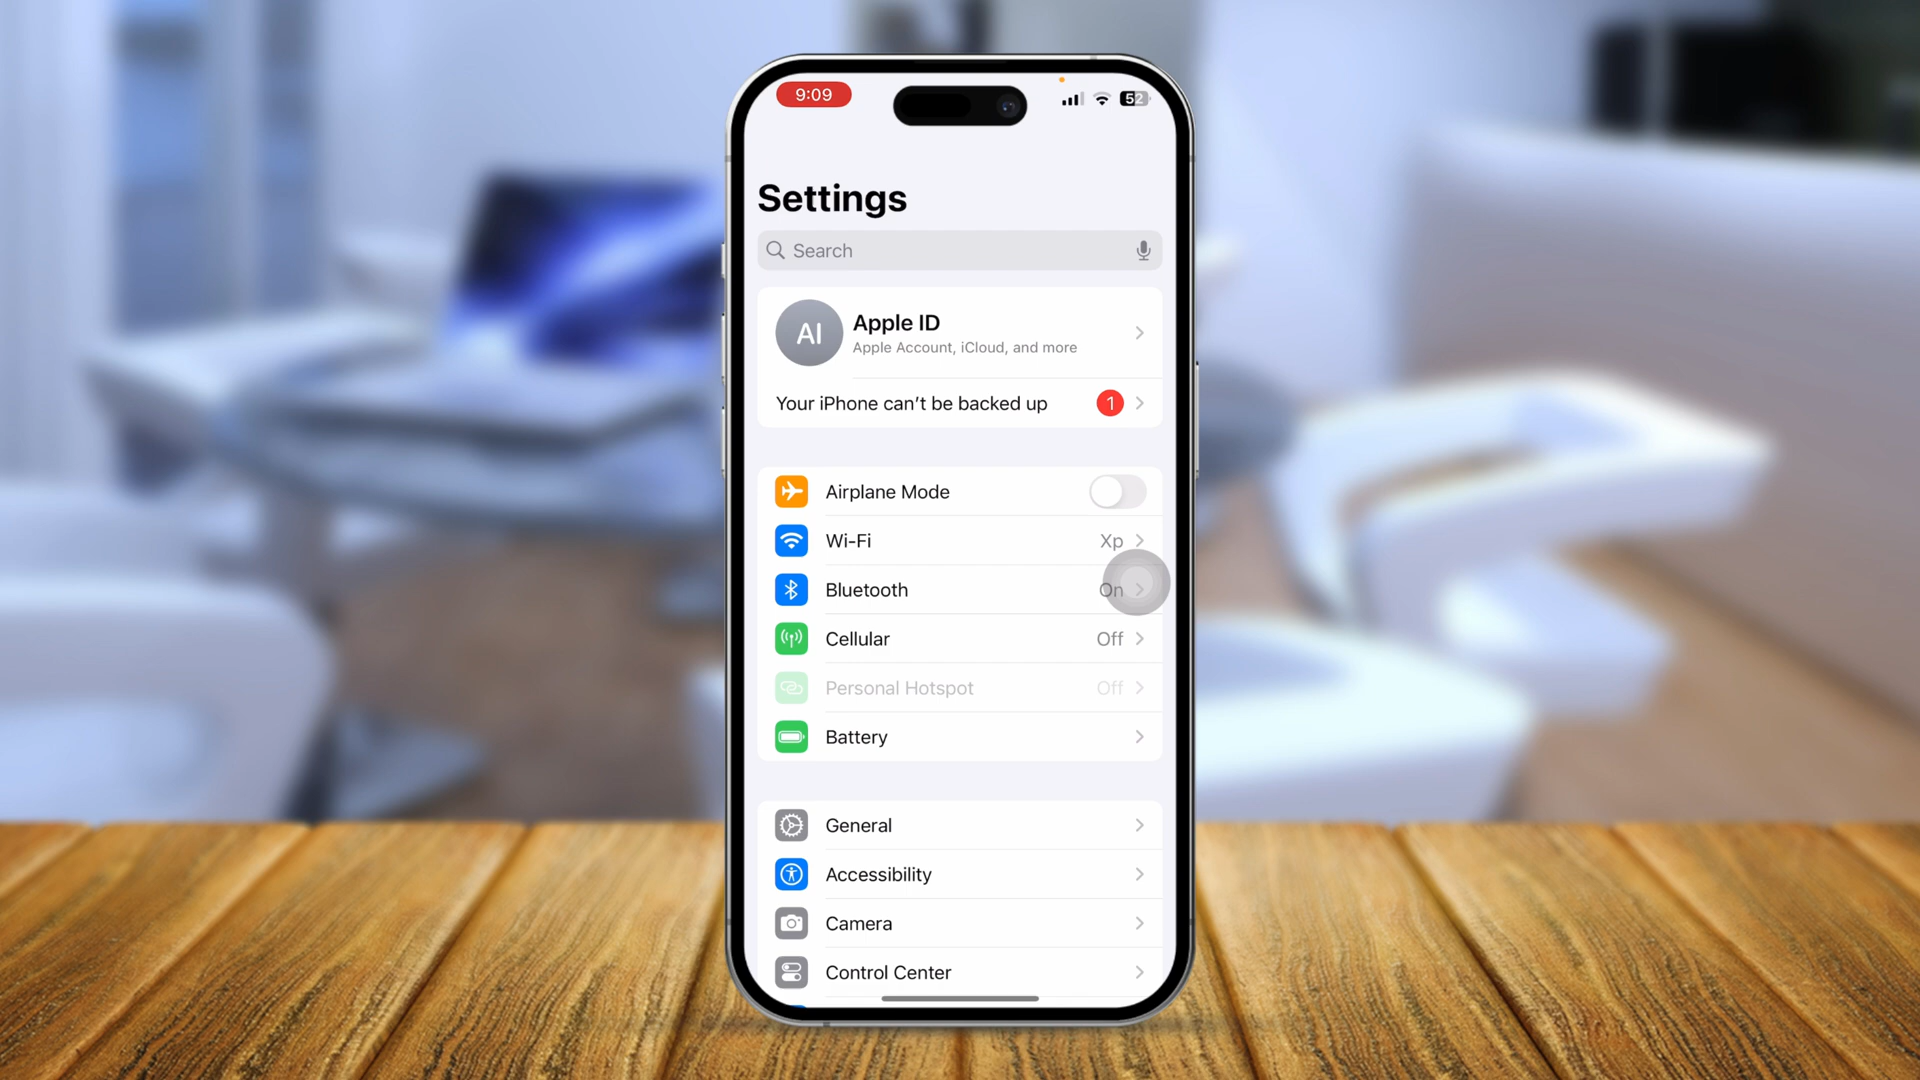 9:09
52
Settings
Search
AI
Apple ID
Apple Account, iCloud, and more
Your iPhone can’t be backed up
1
Airplane Mode
Wi-Fi
Xp
Bluetooth
On
Cellular
Off
Personal Hotspot
Off
Battery
General
Accessibility
Camera
Control Center